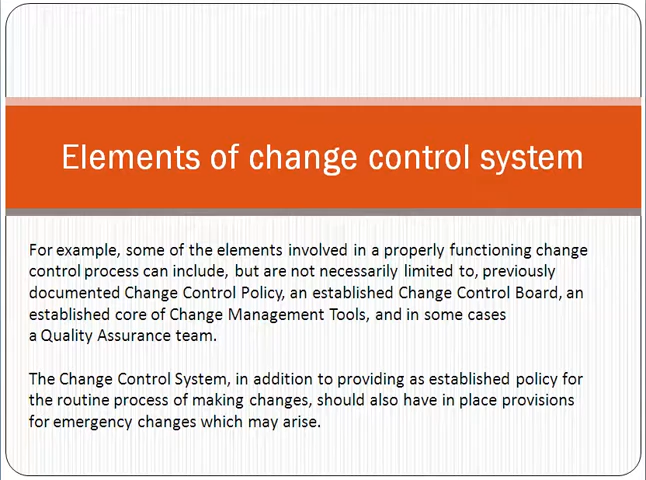 Elements of change control system
For example, some of the elements involved in a properly functioning change
control process can include, but are not necessarily limited to, previously
documented Change Control Policy, an established Change Control Board, an
established core of Change Management Tools, and in some cases
a Quality Assurance team.
The Change Control System, in addition to providing as established policy for
the routine process of making changes, should also have in place provisions
for emergency changes which may arise.